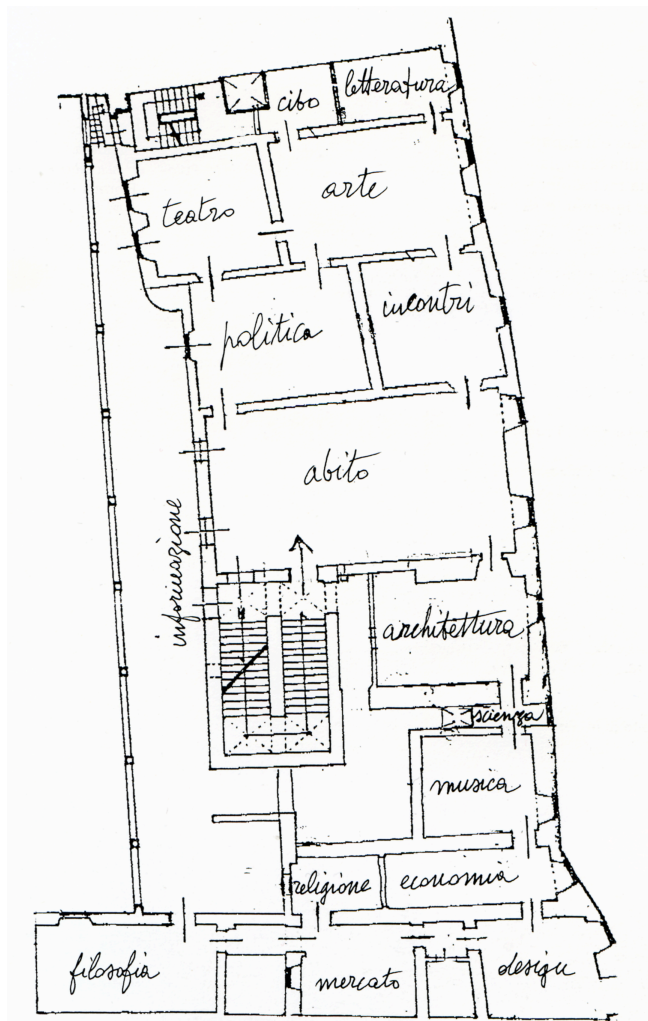 letteratura
cibo
teatro
arte
politica
incontri
abito
informazione
architettura
scienza
musica
religione
economia
filosofia
mercato
design